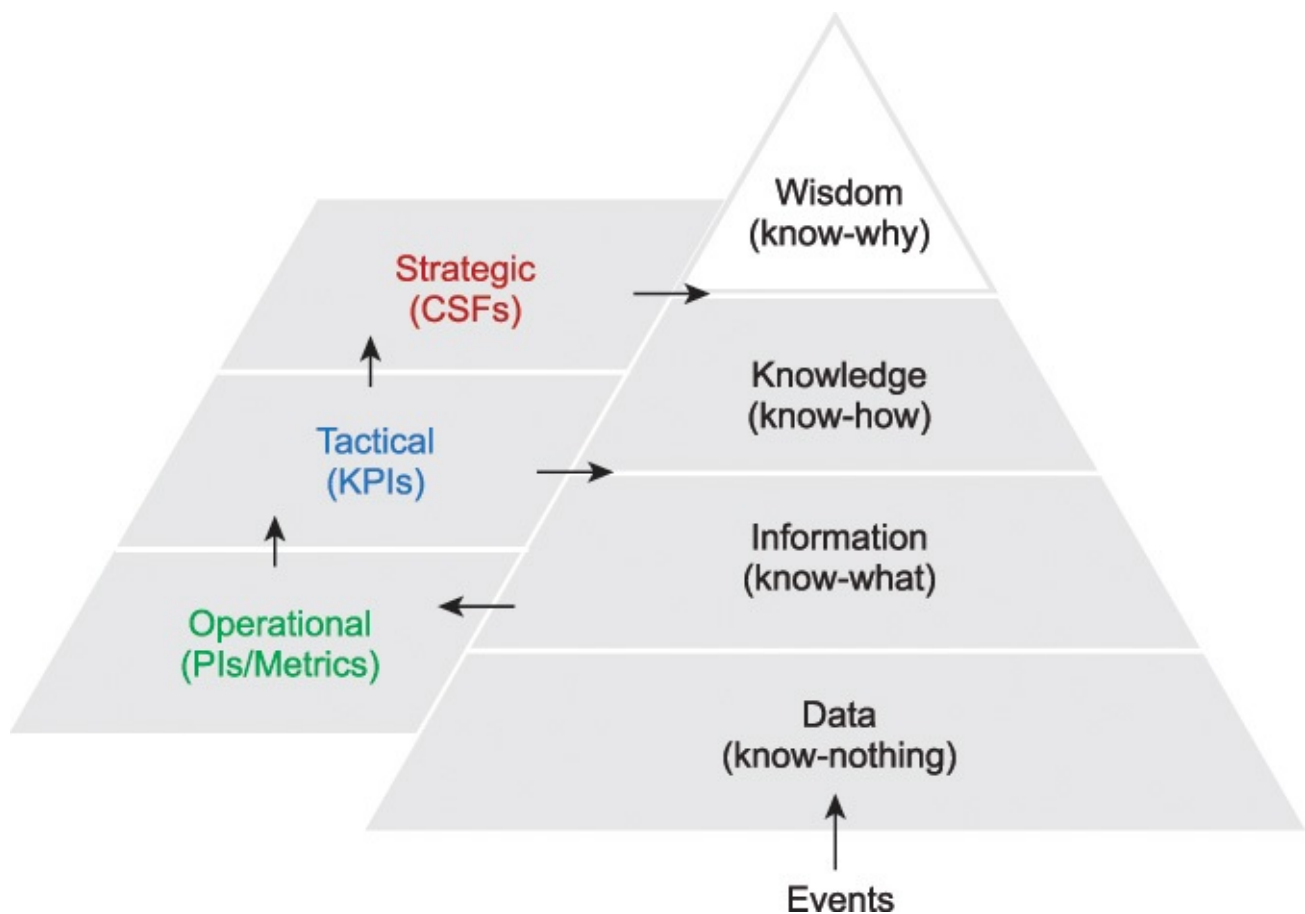 Wisdom
(know-why)
Strategic
(CSFs)
Knowledge
(know-how)
Tactical
(KPIs)
Information
(know-what)
Operational
(PIs/Metrics)
Data
(know-nothing)
Events